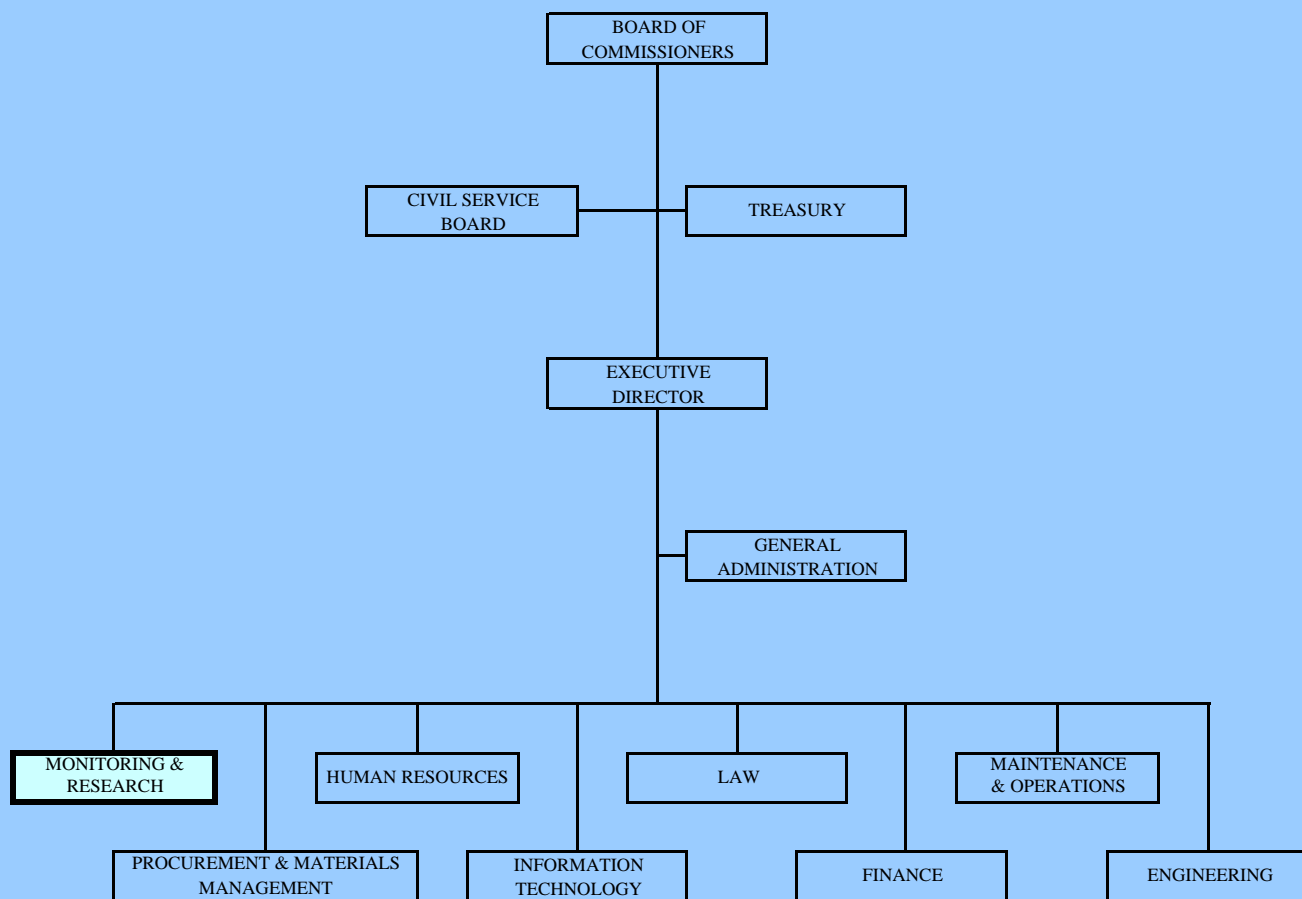 BOARD OF
COMMISSIONERS
CIVIL SERVICE
BOARD
TREASURY
EXECUTIVE
DIRECTOR
GENERAL
ADMINISTRATION
MONITORING &
RESEARCH
HUMAN RESOURCES
LAW
MAINTENANCE
& OPERATIONS
PROCUREMENT & MATERIALS
MANAGEMENT
INFORMATION
TECHNOLOGY
FINANCE
ENGINEERING